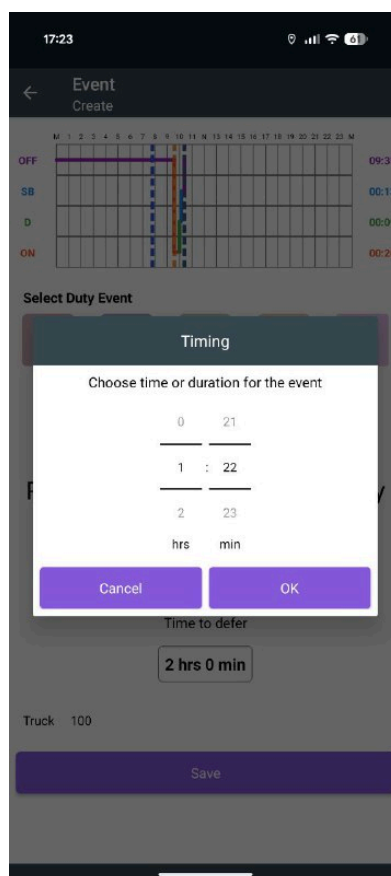 17:23
61
Event
Create
M 1 2 3 4 5 6 7 8 9 10 11 N 13 14 15 16 17 18 19 20 21 22 23 M
OFF 09:3
SB 00:1
D 00:0
ON 00:2
Select Duty Event
Timing
Choose time or duration for the event
0 21
1 : 22
2 23
hrs min
Cancel OK
Time to defer
2 hrs 0 min
Truck 100
Save